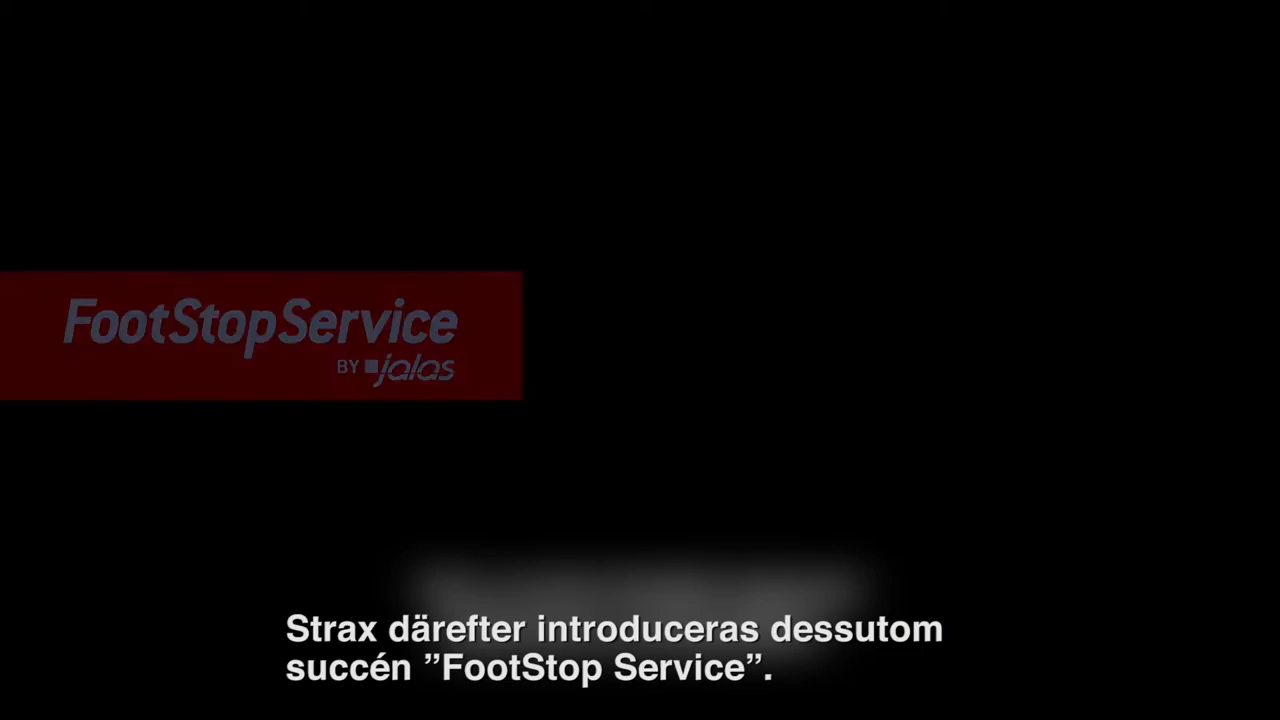 FootStopService
BY jalas
Strax därefter introduceras dessutom
succén ”FootStop Service”.